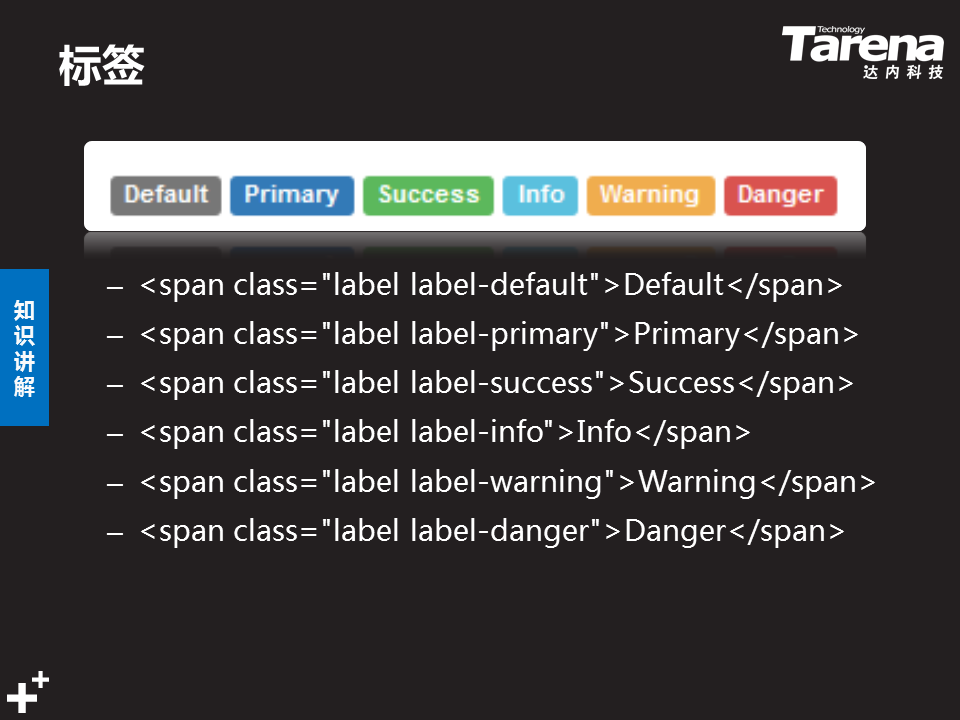 标签
Technology
Tarena
达内科技
Default Primary Success Info Warning Danger
– <span class="label label-default">Default</span>
– <span class="label label-primary">Primary</span>
– <span class="label label-success">Success</span>
– <span class="label label-info">Info</span>
– <span class="label label-warning">Warning</span>
– <span class="label label-danger">Danger</span>
知
识
讲
解